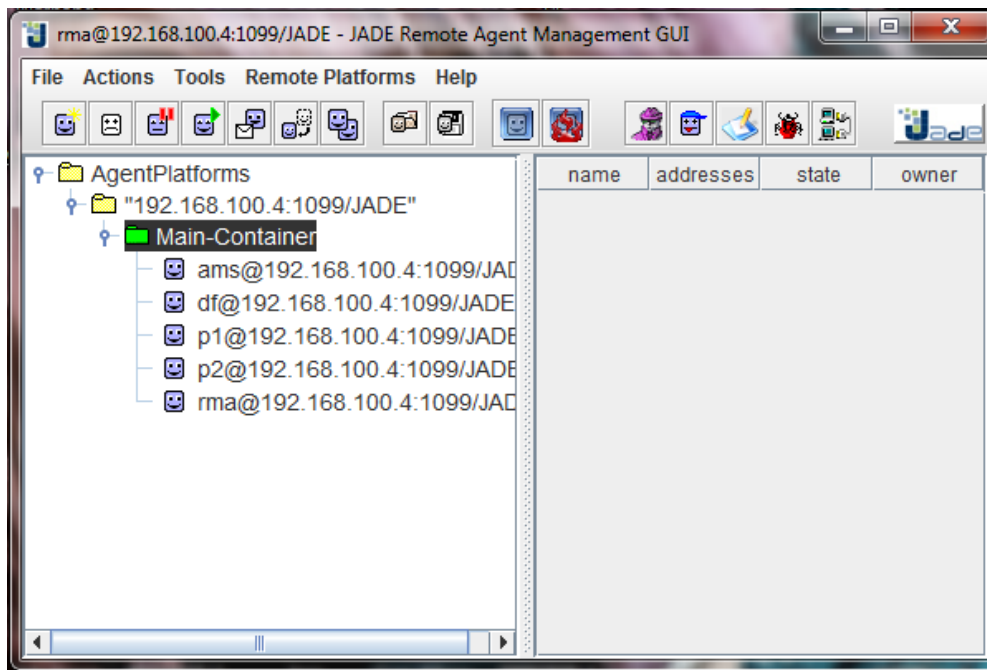 rma@192.168.100.4:1099/JADE - JADE Remote Agent Management GUI
File Actions Tools Remote Platforms Help
Jade
AgentPlatforms
"192.168.100.4:1099/JADE"
Main-Container
ams@192.168.100.4:1099/JAD
df@192.168.100.4:1099/JADE
p1@192.168.100.4:1099/JADE
p2@192.168.100.4:1099/JADE
rma@192.168.100.4:1099/JAD
name addresses state owner